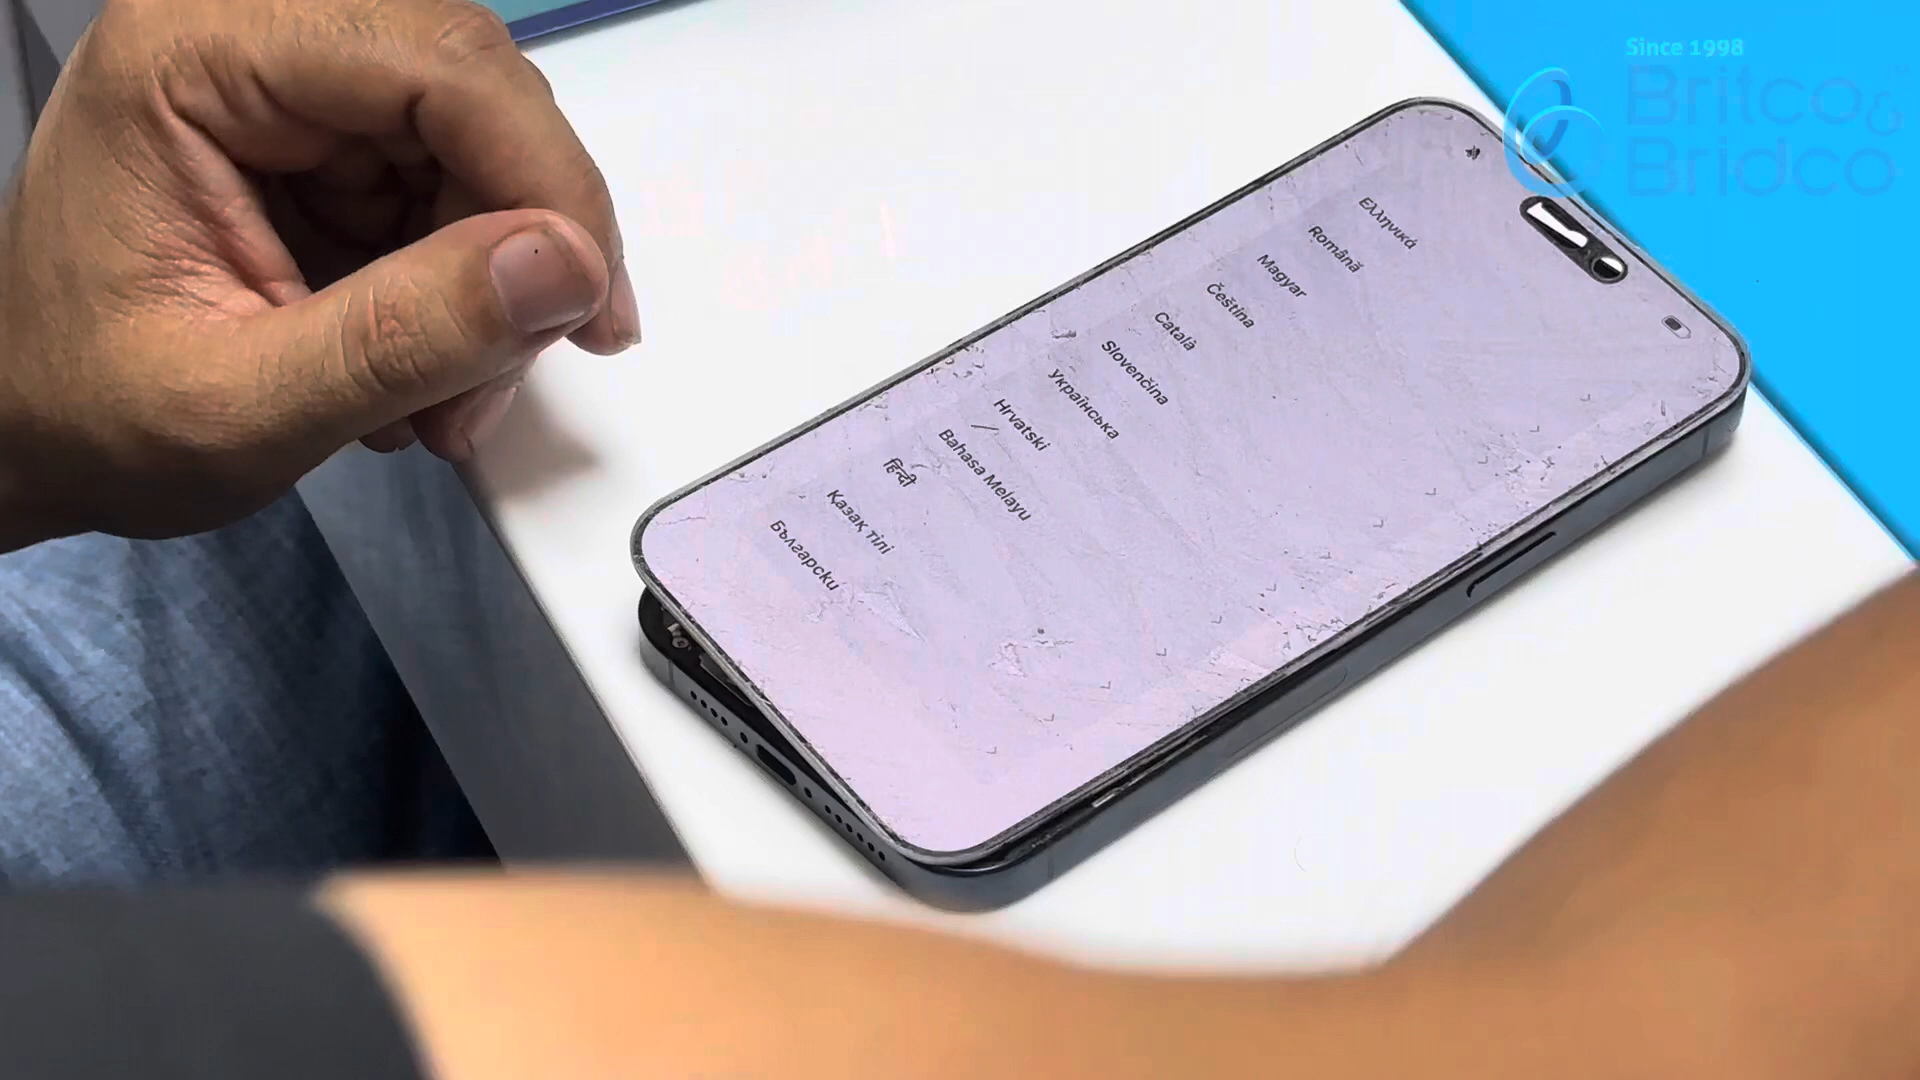 Since 1998
Britco &
Bridco
Ελληνικά
Română
Magyar
Čeština
Català
Slovenčina
Українська
Hrvatski
Bahasa Melayu
हिन्दी
Қазақ тілі
Български